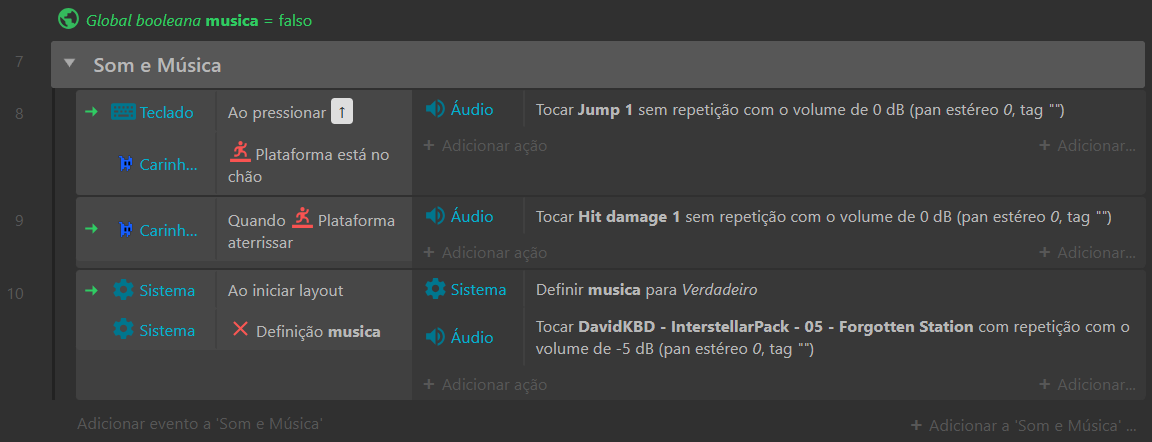 Global booleana musica = falso
7 Som e Música
8 Teclado Ao pressionar ↑ Áudio Tocar Jump 1 sem repetição com o volume de 0 dB (pan estéreo 0, tag "")
+ Adicionar ação + Adicionar...
Carinh... Plataforma está no
chão
9 Carinh... Quando Plataforma
aterrissar
Áudio Tocar Hit damage 1 sem repetição com o volume de 0 dB (pan estéreo 0, tag "")
+ Adicionar ação + Adicionar...
10 Sistema Ao iniciar layout Sistema Definir musica para Verdadeiro
Sistema Definição musica
Áudio Tocar DavidKBD - InterstellarPack - 05 - Forgotten Station com repetição com o
volume de -5 dB (pan estéreo 0, tag "")
+ Adicionar ação + Adicionar...
Adicionar evento a 'Som e Música' + Adicionar a 'Som e Música' ...